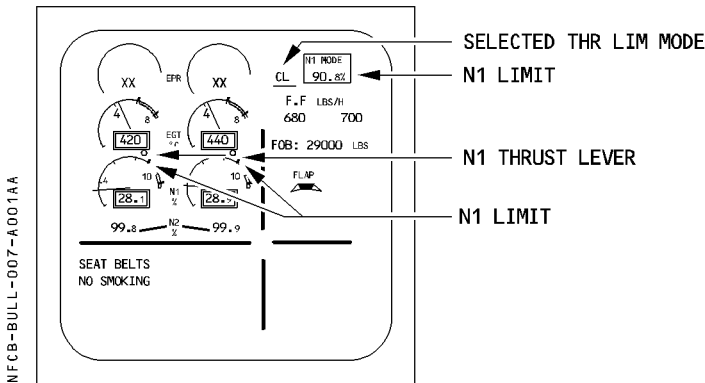 SELECTED THR LIM MODE
N1 MODE
CL 90.8%
N1 LIMIT
XX EPR XX
F.F LBS/H
680 700
4 8 4 8
420 EGT °C 440
FOB: 29000 LBS
N1 THRUST LEVER
4 10 10
FLAP
28.1 N1 % 28.9
N1 LIMIT
99.8 N2 % 99.9
SEAT BELTS
NO SMOKING
NFCB-BULL-007-A001AA